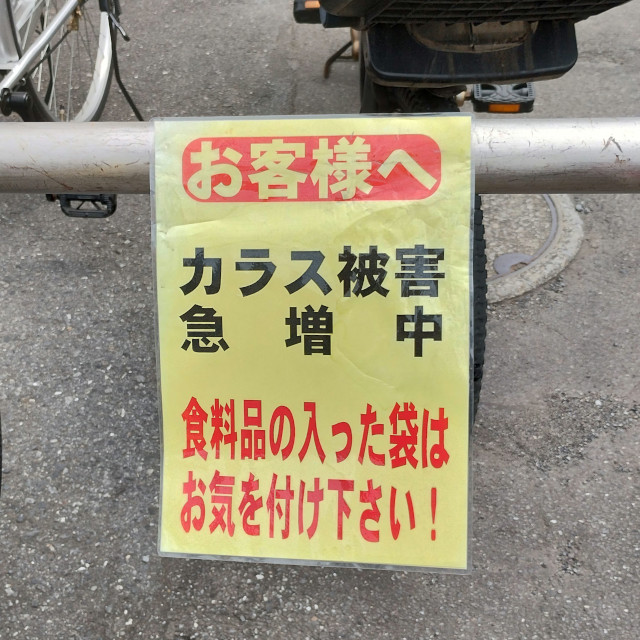 お客様へ
カラス被害
急増中
食料品の入った袋は
お気を付け下さい！